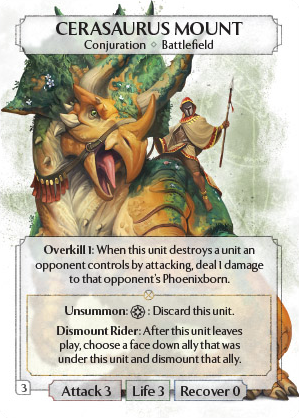 CERASAURUS MOUNT
Conjuration ◇ Battlefield
Overkill 1: When this unit destroys a unit an
opponent controls by attacking, deal 1 damage
to that opponent's Phoenixborn.
Unsummon: : Discard this unit.
Dismount Rider: After this unit leaves
play, choose a face down ally that was
under this unit and dismount that ally.
3
Attack 3
Life 3
Recover 0